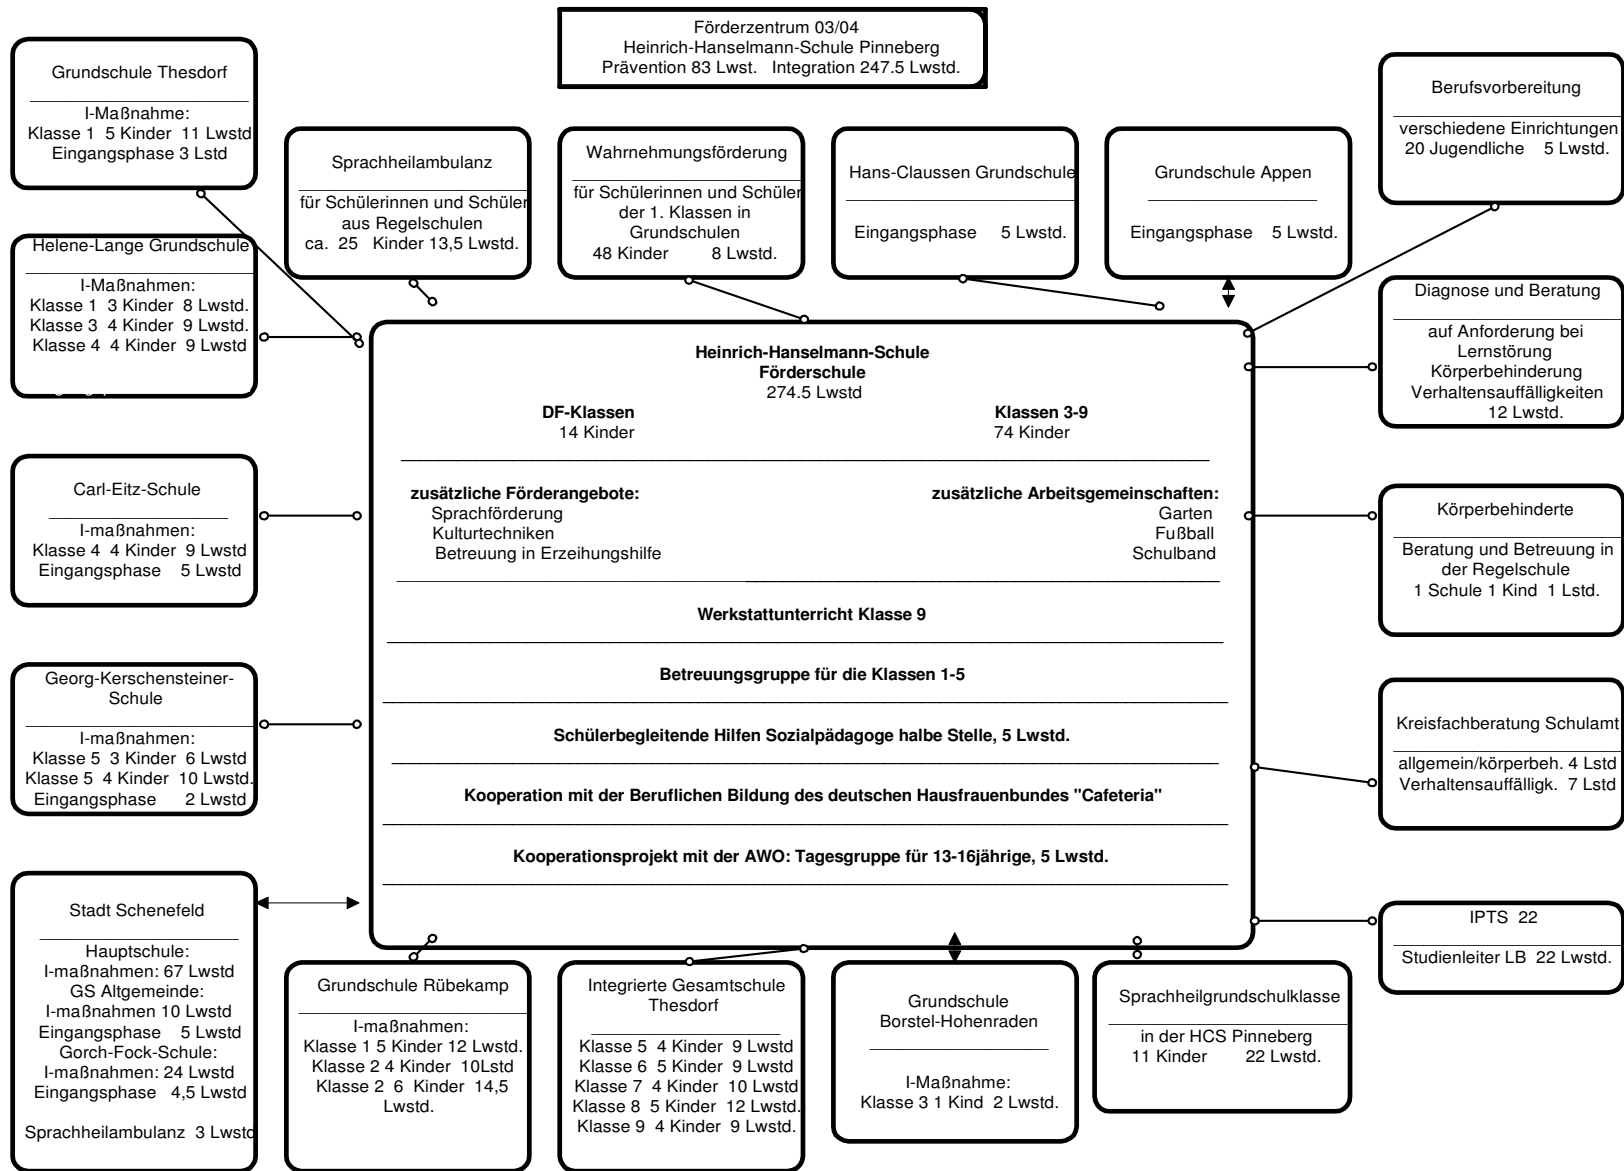 Förderzentrum 03/04
Heinrich-Hanselmann-Schule Pinneberg
Prävention 83 Lwst. Integration 247.5 Lwstd.
Grundschule Thesdorf
I-Maßnahme:
Klasse 1 5 Kinder 11 Lwstd
Eingangsphase 3 Lstd
Sprachheilambulanz
für Schülerinnen und Schüler
aus Regelschulen
ca. 25 Kinder 13,5 Lwstd.
Wahrnehmungsförderung
für Schülerinnen und Schüler
der 1. Klassen in
Grundschulen
48 Kinder 8 Lwstd.
Hans-Claussen Grundschule
Eingangsphase 5 Lwstd.
Grundschule Appen
Eingangsphase 5 Lwstd.
Berufsvorbereitung
verschiedene Einrichtungen
20 Jugendliche 5 Lwstd.
Helene-Lange Grundschule
I-Maßnahmen:
Klasse 1 3 Kinder 8 Lwstd.
Klasse 3 4 Kinder 9 Lwstd.
Klasse 4 4 Kinder 9 Lwstd
Carl-Eitz-Schule
I-maßnahmen:
Klasse 4 4 Kinder 9 Lwstd
Eingangsphase 5 Lwstd
Georg-Kerschensteiner-
Schule
I-maßnahmen:
Klasse 5 3 Kinder 6 Lwstd
Klasse 5 4 Kinder 10 Lwstd.
Eingangsphase 2 Lwstd
Stadt Schenefeld
Hauptschule:
I-maßnahmen: 67 Lwstd
GS Altgemeinde:
I-maßnahmen 10 Lwstd
Eingangsphase 5 Lwstd
Gorch-Fock-Schule:
I-maßnahmen: 24 Lwstd
Eingangsphase 4,5 Lwstd
Sprachheilambulanz 3 Lwstd
Heinrich-Hanselmann-Schule
Förderschule
274.5 Lwstd
DF-Klassen Klassen 3-9
14 Kinder 74 Kinder
zusätzliche Förderangebote: zusätzliche Arbeitsgemeinschaften:
Sprachförderung Garten
Kulturtechniken Fußball
Betreuung in Erzeihungshilfe Schulband
Werkstattunterricht Klasse 9
Betreuungsgruppe für die Klassen 1-5
Schülerbegleitende Hilfen Sozialpädagoge halbe Stelle, 5 Lwstd.
Kooperation mit der Beruflichen Bildung des deutschen Hausfrauenbundes "Cafeteria"
Kooperationsprojekt mit der AWO: Tagesgruppe für 13-16jährige, 5 Lwstd.
Diagnose und Beratung
auf Anforderung bei
Lernstörung
Körperbehinderung
Verhaltensauffälligkeiten
12 Lwstd.
Körperbehinderte
Beratung und Betreuung in
der Regelschule
1 Schule 1 Kind 1 Lstd.
Kreisfachberatung Schulamt
allgemein/körperbeh. 4 Lstd
Verhaltensauffälligk. 7 Lstd
IPTS 22
Studienleiter LB 22 Lwstd.
Grundschule Rübekamp
I-maßnahmen:
Klasse 1 5 Kinder 12 Lwstd.
Klasse 2 4 Kinder 10Lstd
Klasse 2 6 Kinder 14,5
Lwstd.
Integrierte Gesamtschule
Thesdorf
Klasse 5 4 Kinder 9 Lwstd
Klasse 6 5 Kinder 9 Lwstd
Klasse 7 4 Kinder 10 Lwstd
Klasse 8 5 Kinder 12 Lwstd.
Klasse 9 4 Kinder 9 Lwstd.
Grundschule
Borstel-Hohenraden
I-Maßnahme:
Klasse 3 1 Kind 2 Lwstd.
Sprachheilgrundschulklasse
in der HCS Pinneberg
11 Kinder 22 Lwstd.